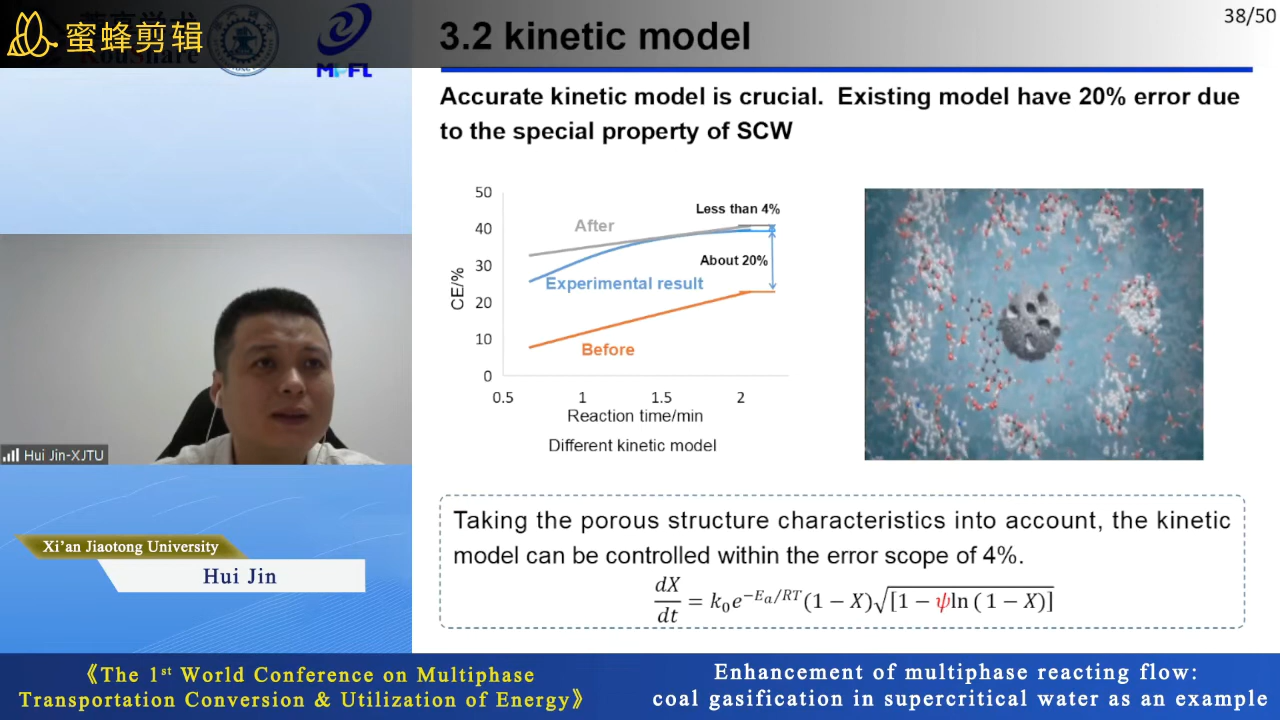 蜜蜂剪辑
KouShare
MPFL
3.2 kinetic model
38/50
Accurate kinetic model is crucial. Existing model have 20% error due
to the special property of SCW
50
40
30
20
10
0
CE/%
After
Less than 4%
About 20%
Experimental result
Before
0.5 1 1.5 2
Reaction time/min
Different kinetic model
Hui Jin-XJTU
Taking the porous structure characteristics into account, the kinetic
model can be controlled within the error scope of 4%.
dX/dt = k₀e^{-Eₐ/RT}(1 − X)√[1 − ψln (1 − X)]
Xi'an Jiaotong University
Hui Jin
《The 1st World Conference on Multiphase
Transportation Conversion & Utilization of Energy》
Enhancement of multiphase reacting flow:
coal gasification in supercritical water as an example